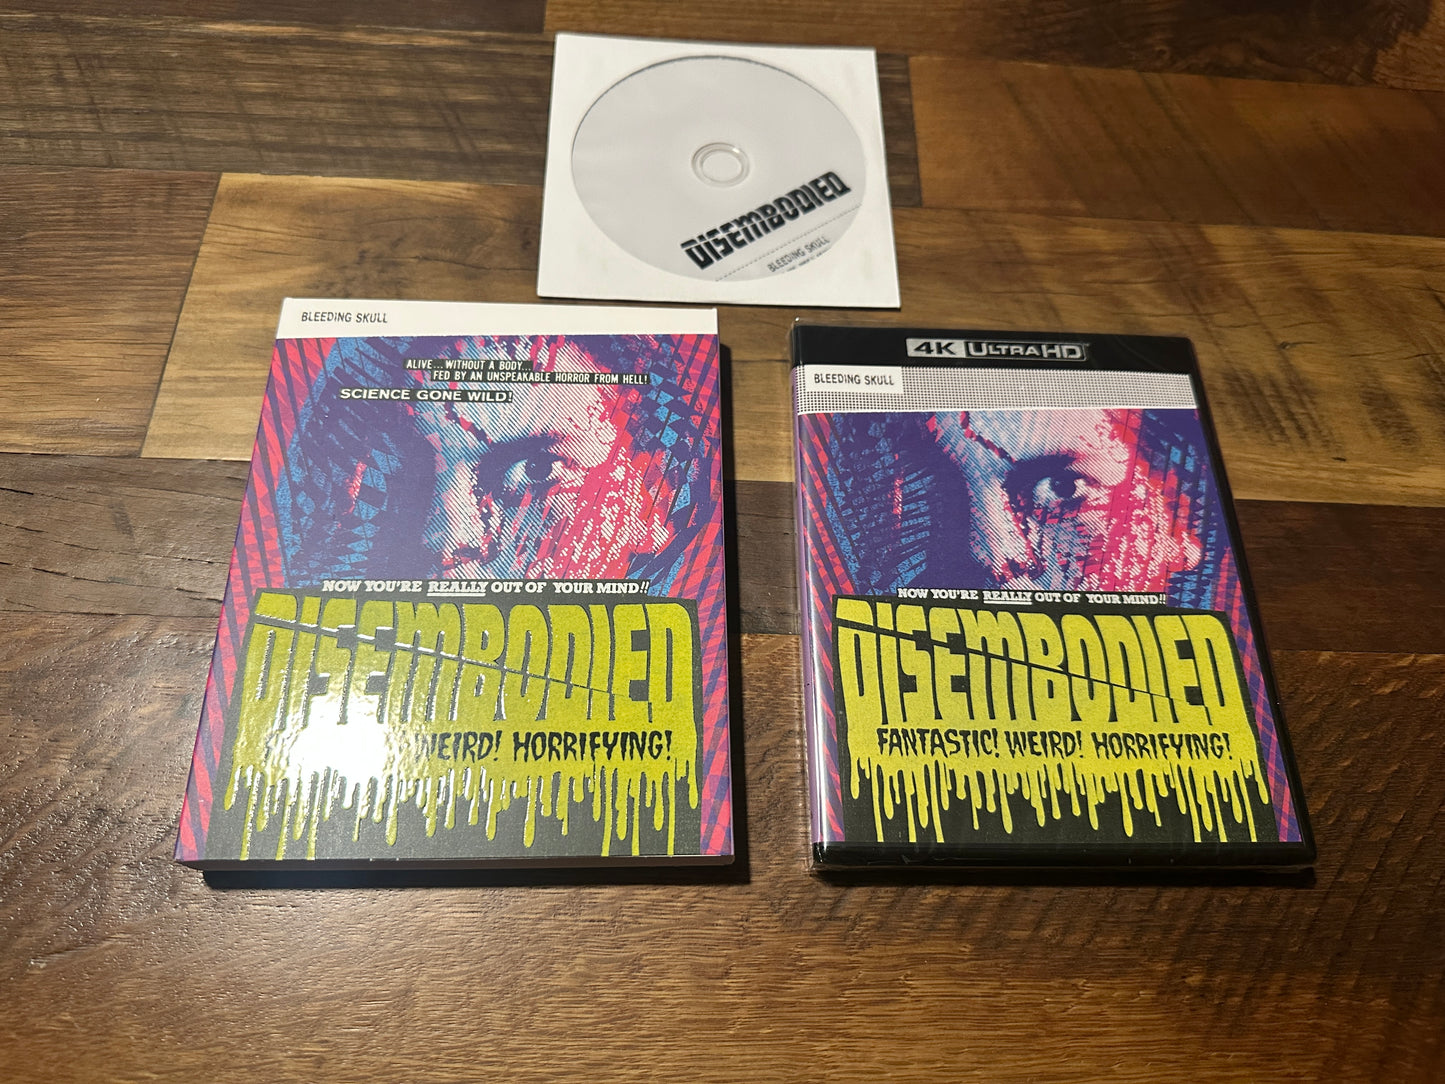 DISEMBODIED
BLEEDING SKULL
BLEEDING SKULL
ALIVE...WITHOUT A BODY...
FED BY AN UNSPEAKABLE HORROR FROM HELL!
SCIENCE GONE WILD!
NOW YOU'RE REALLY OUT OF YOUR MIND!!
DISEMBODIED
WEIRD! HORRIFYING!
4K ULTRA HD
BLEEDING SKULL
NOW YOU'RE REALLY OUT OF YOUR MIND!!
DISEMBODIED
FANTASTIC! WEIRD! HORRIFYING!